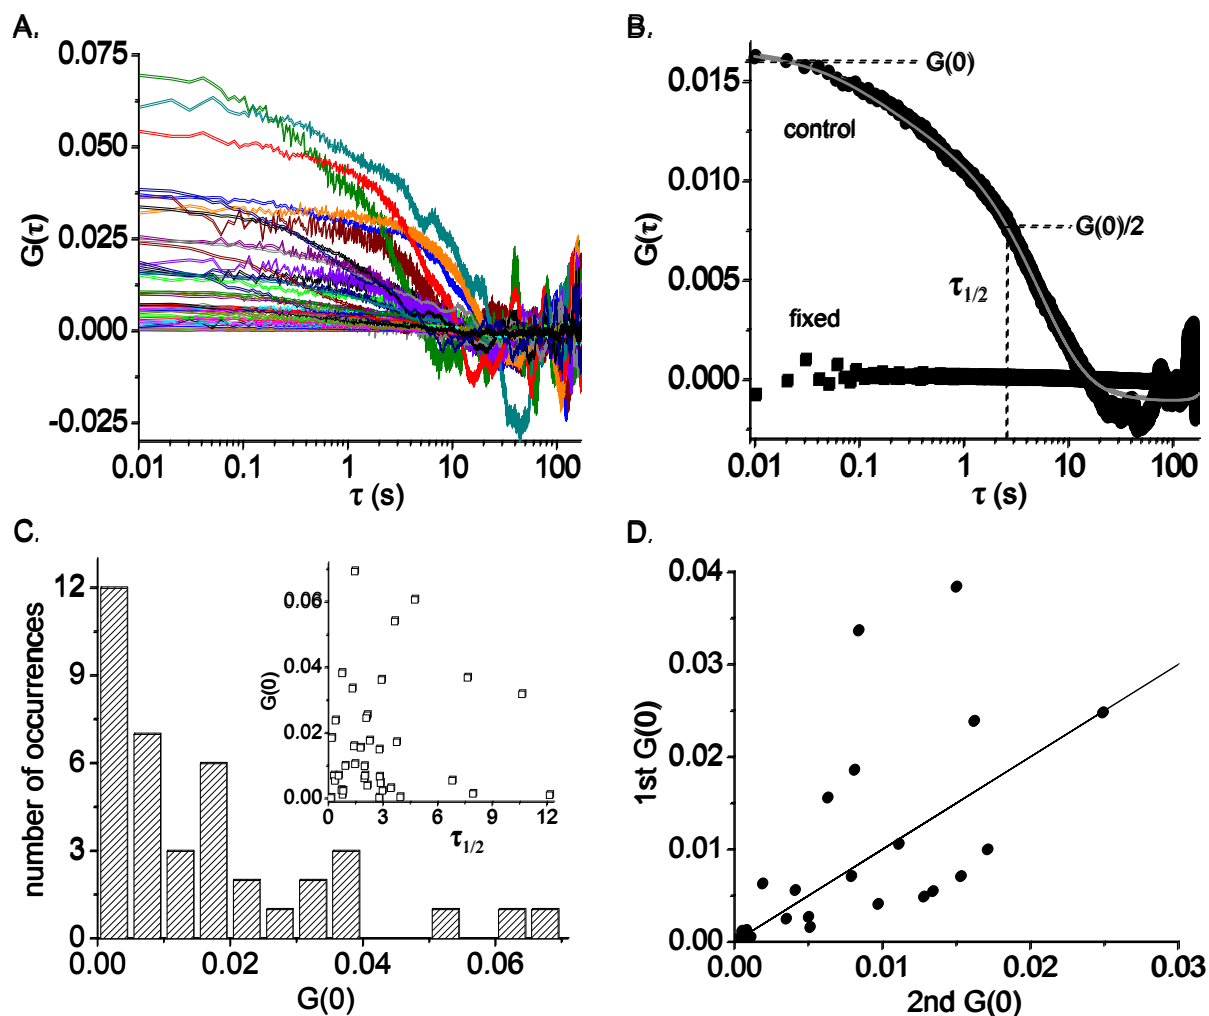 A.
0.075
0.050
0.025
0.000
-0.025
G(τ)
0.01 0.1 1 10 100
τ (s)
B.
0.015
0.010
0.005
0.000
G(τ)
G(0)
control
G(0)/2
τ1/2
fixed
0.01 0.1 1 10 100
τ (s)
C.
12
9
6
3
0
number of occurrences
0.00 0.02 0.04 0.06
G(0)
0.06
0.04
0.02
0.00
G(0)
0 3 6 9 12
τ1/2
D.
0.04
0.03
0.02
0.01
0.00
1st G(0)
0.00 0.01 0.02 0.03
2nd G(0)